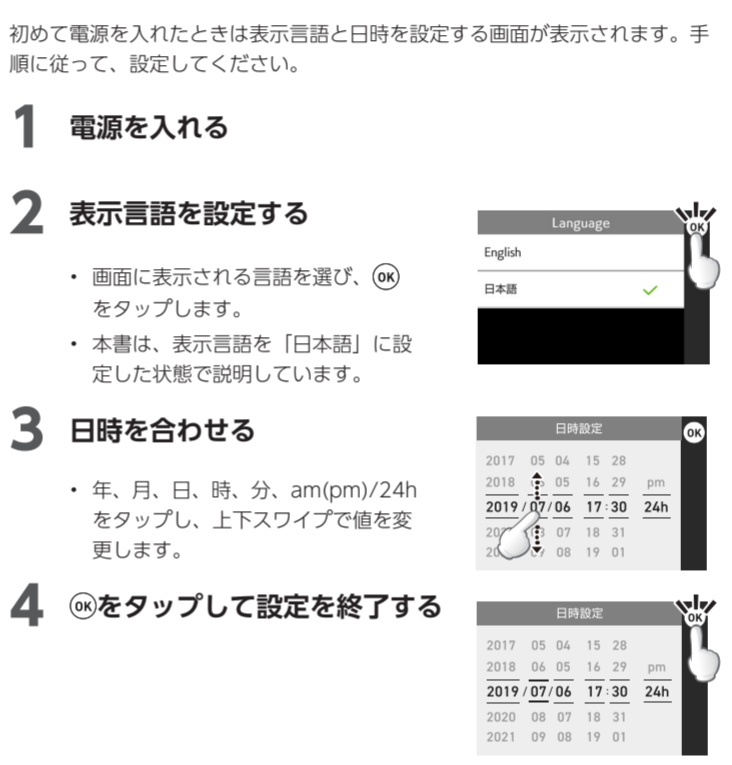 初めて電源を入れたときは表示言語と日時を設定する画面が表示されます。手
順に従って、設定してください。
1 電源を入れる
2 表示言語を設定する
• 画面に表示される言語を選び、OK
をタップします。
• 本書は、表示言語を「日本語」に設
定した状態で説明しています。
Language
OK
English
日本語
3 日時を合わせる
• 年、月、日、時、分、am(pm)/24h
をタップし、上下スワイプで値を変
更します。
日時設定
OK
2017 05 04 15 28
2018 05 16 29 pm
2019/07/06 17:30 24h
07 18 31
08 19 01
4 OKをタップして設定を終了する
日時設定
OK
2017 05 04 15 28
2018 06 05 16 29 pm
2019/07/06 17:30 24h
2020 08 07 18 31
2021 09 08 19 01